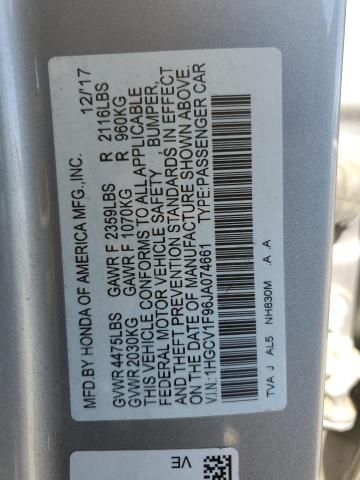 MFD. BY HONDA OF AMERICA MFG., INC. 12/'17
GVWR 4475LBS GAWR F 2359LBS R 2116LBS
GVWR 2030KG GAWR F 1070KG R 960KG
THIS VEHICLE CONFORMS TO ALL APPLICABLE
FEDERAL MOTOR VEHICLE SAFETY , BUMPER,
AND THEFT PREVENTION STANDARDS IN EFFECT
ON THE DATE OF MANUFACTURE SHOWN ABOVE.
V.I.N.:1HGCV1F96JA074661 TYPE:PASSENGER CAR
TVA J AL5 NH830M .A .A
VE